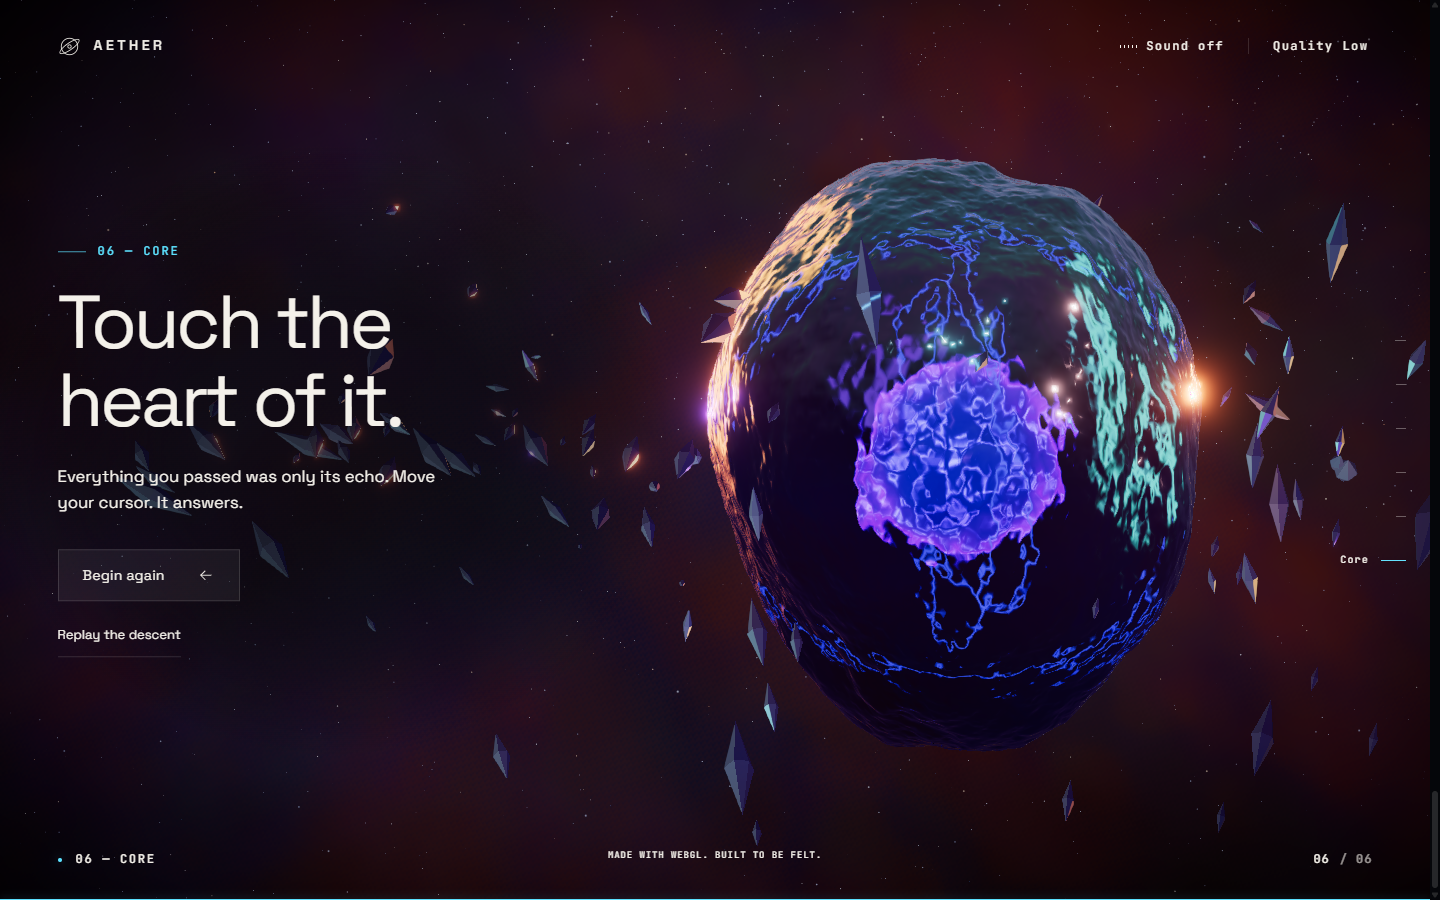 AETHER
Sound off
Quality Low
06 — CORE
Touch the
heart of it.
Everything you passed was only its echo. Move
your cursor. It answers.
Begin again ←
Replay the descent
Core
06 — CORE
MADE WITH WEBGL. BUILT TO BE FELT.
06 / 06